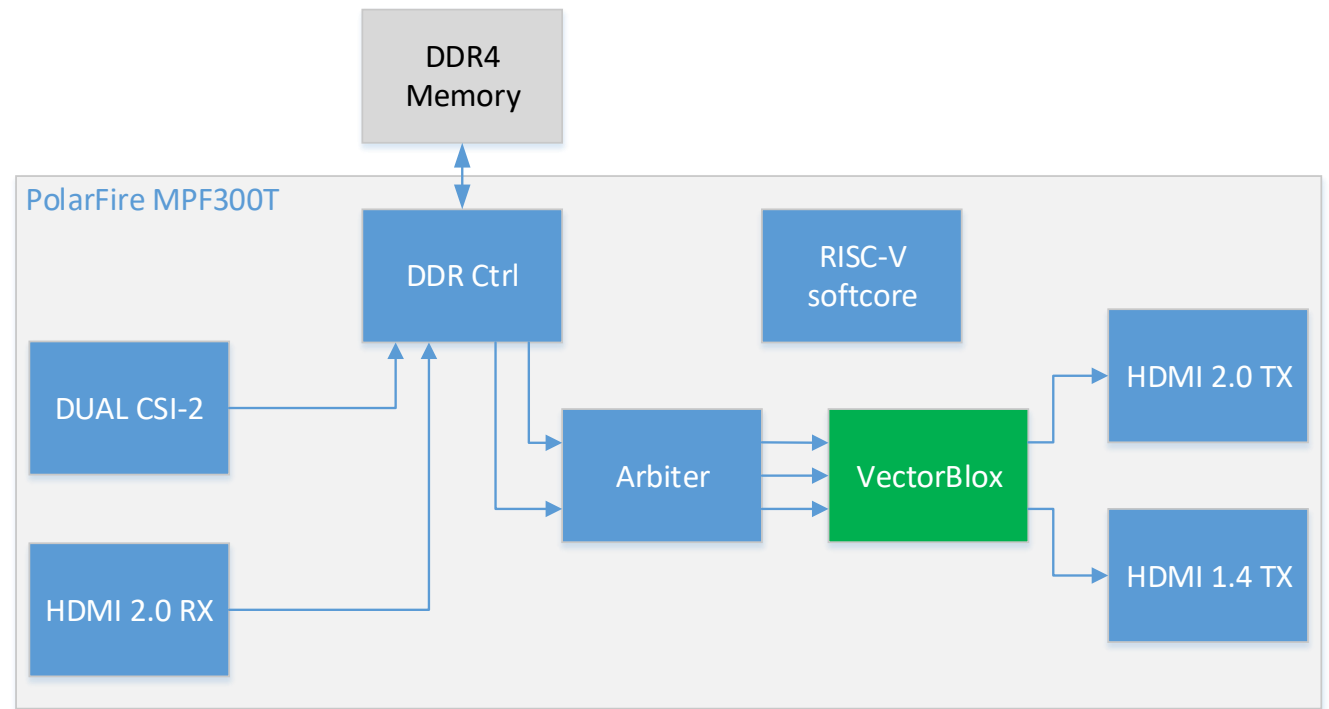 DDR4
Memory
PolarFire MPF300T
DDR Ctrl
RISC-V
softcore
DUAL CSI-2
HDMI 2.0 TX
Arbiter
VectorBlox
HDMI 2.0 RX
HDMI 1.4 TX